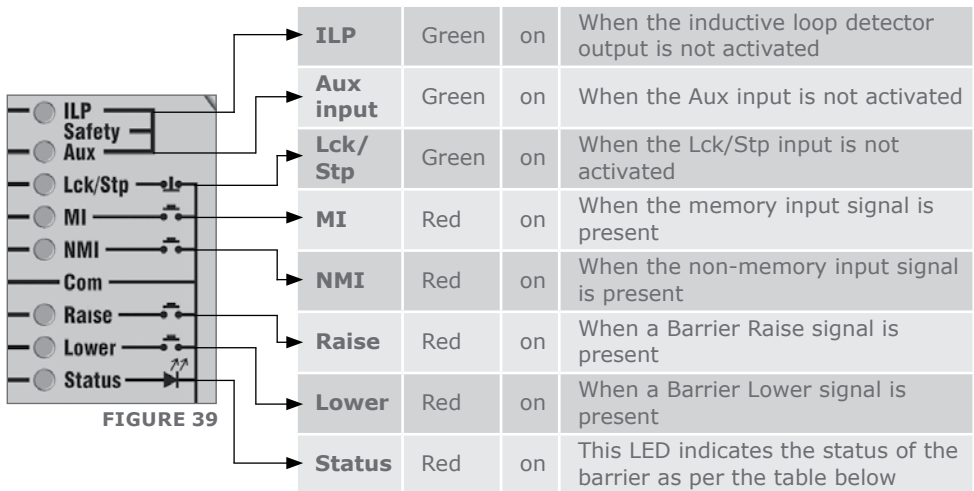 ILP
Safety
Aux
Lck/Stp
MI
NMI
Com
Raise
Lower
Status
FIGURE 39
ILP Green on When the inductive loop detector
output is not activated
Aux
input Green on When the Aux input is not activated
Lck/
Stp Green on When the Lck/Stp input is not
activated
MI Red on When the memory input signal is
present
NMI Red on When the non-memory input signal
is present
Raise Red on When a Barrier Raise signal is
present
Lower Red on When a Barrier Lower signal is
present
Status Red on This LED indicates the status of the
barrier as per the table below